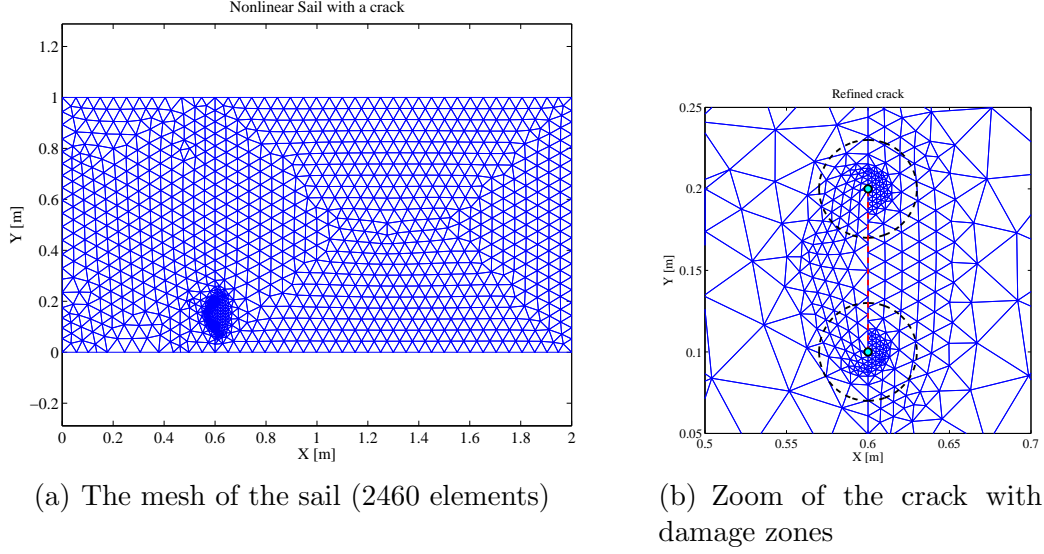 Nonlinear Sail with a crack
1.2
1
0.8
0.6
0.4
0.2
0
−0.2
Y [m]
0 0.2 0.4 0.6 0.8 1 1.2 1.4 1.6 1.8 2
X [m]
(a) The mesh of the sail (2460 elements)
Refined crack
0.25
0.2
0.15
0.1
0.05
Y [m]
0.5 0.55 0.6 0.65 0.7
X [m]
(b) Zoom of the crack with
damage zones